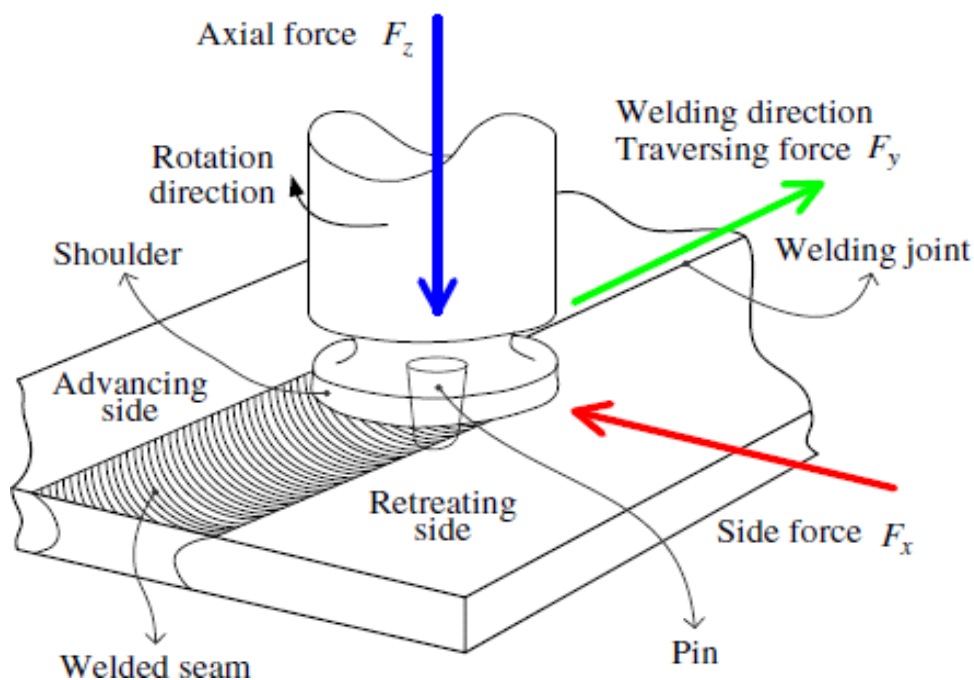 Axial force F_z
Welding direction
Traversing force F_y
Rotation
direction
Shoulder
Welding joint
Advancing
side
Retreating
side
Side force F_x
Pin
Welded seam